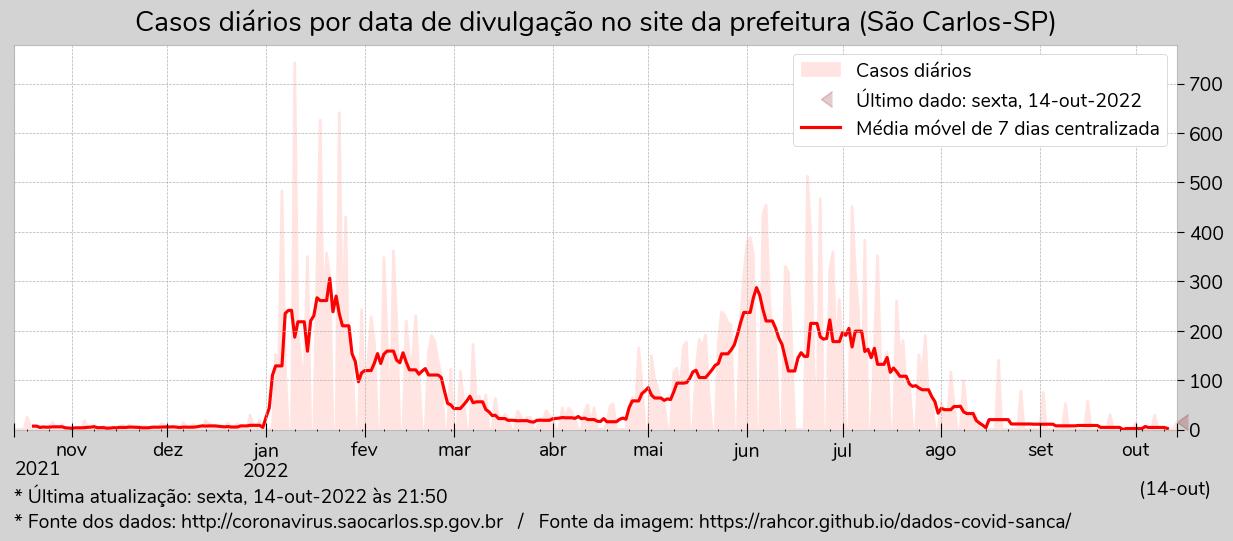 Casos diários por data de divulgação no site da prefeitura (São Carlos-SP)
Casos diários
Último dado: sexta, 14-out-2022
Média móvel de 7 dias centralizada
700
600
500
400
300
200
100
0
nov dez jan fev mar abr mai jun jul ago set out
2021 2022
(14-out)
* Última atualização: sexta, 14-out-2022 às 21:50
* Fonte dos dados: http://coronavirus.saocarlos.sp.gov.br / Fonte da imagem: https://rahcor.github.io/dados-covid-sanca/